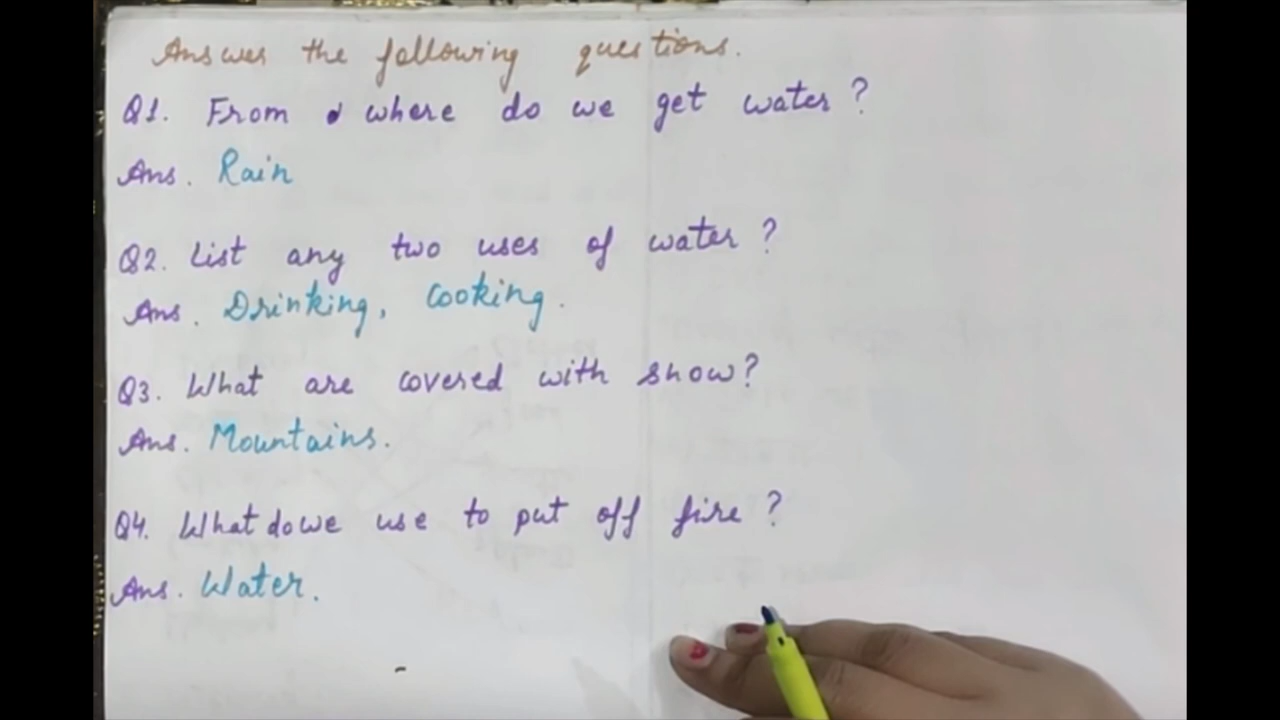 Answer the following questions.
Q1. From where do we get water?
Ans. Rain
Q2. List any two uses of water?
Ans. Drinking, Cooking.
Q3. What are covered with snow?
Ans. Mountains.
Q4. What do we use to put off fire?
Ans. Water.